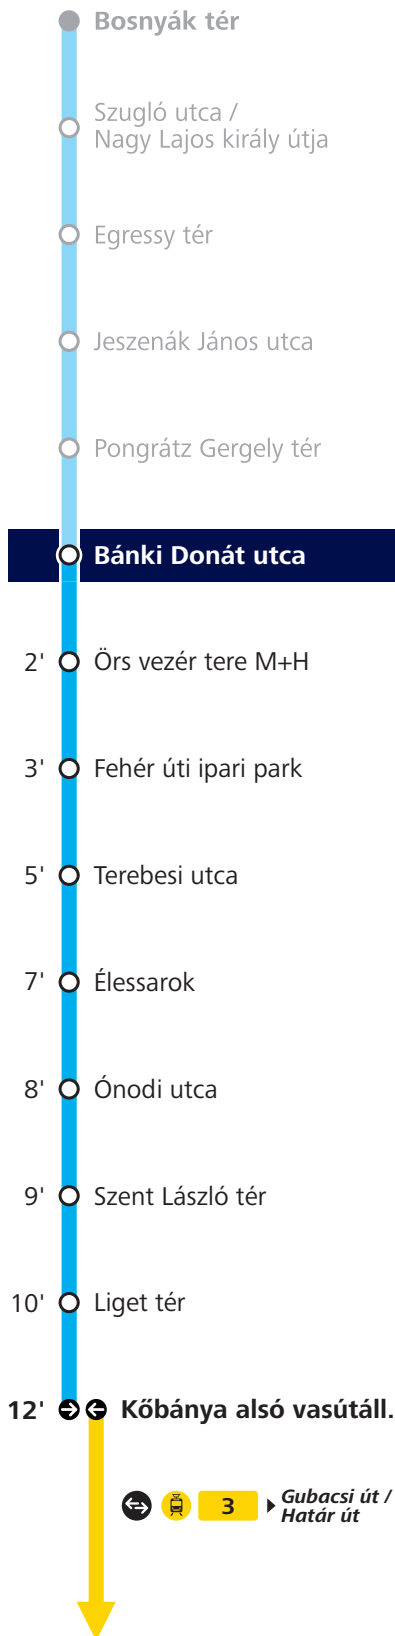 Bosnyák tér
Szugló utca /
Nagy Lajos király útja
Egressy tér
Jeszenák János utca
Pongrátz Gergely tér
Bánki Donát utca
2' Örs vezér tere M+H
3' Fehér úti ipari park
5' Terebesi utca
7' Élessarok
8' Ónodi utca
9' Szent László tér
10' Liget tér
12' Kőbánya alsó vasútáll.
3 Gubacsi út /
Határ út